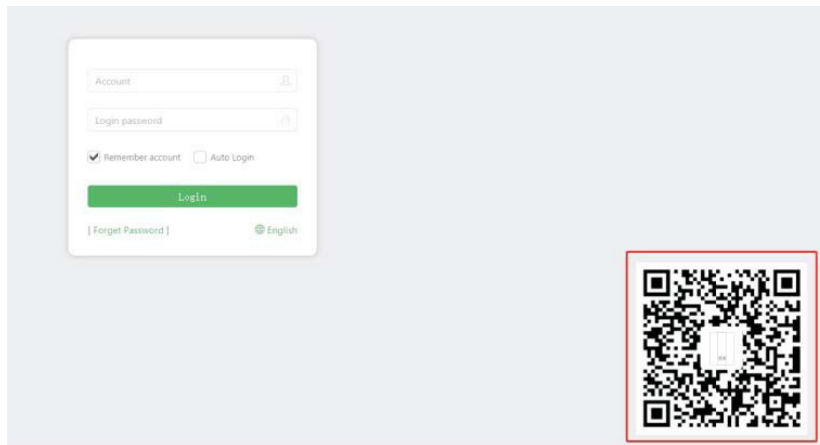 Account
Login password
Remember account Auto Login
Login
[ Forget Password ] English